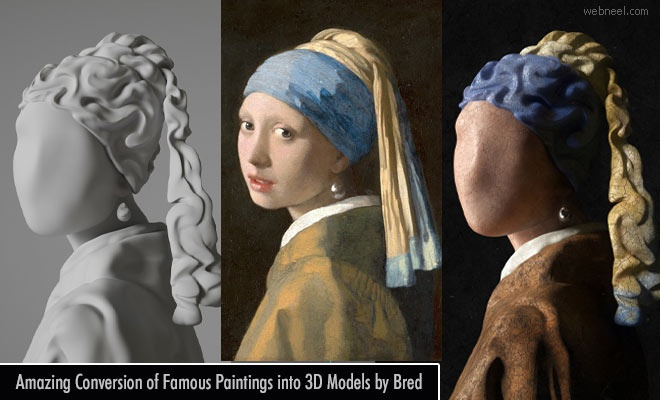 webneel.com
Amazing Conversion of Famous Paintings into 3D Models by Bred